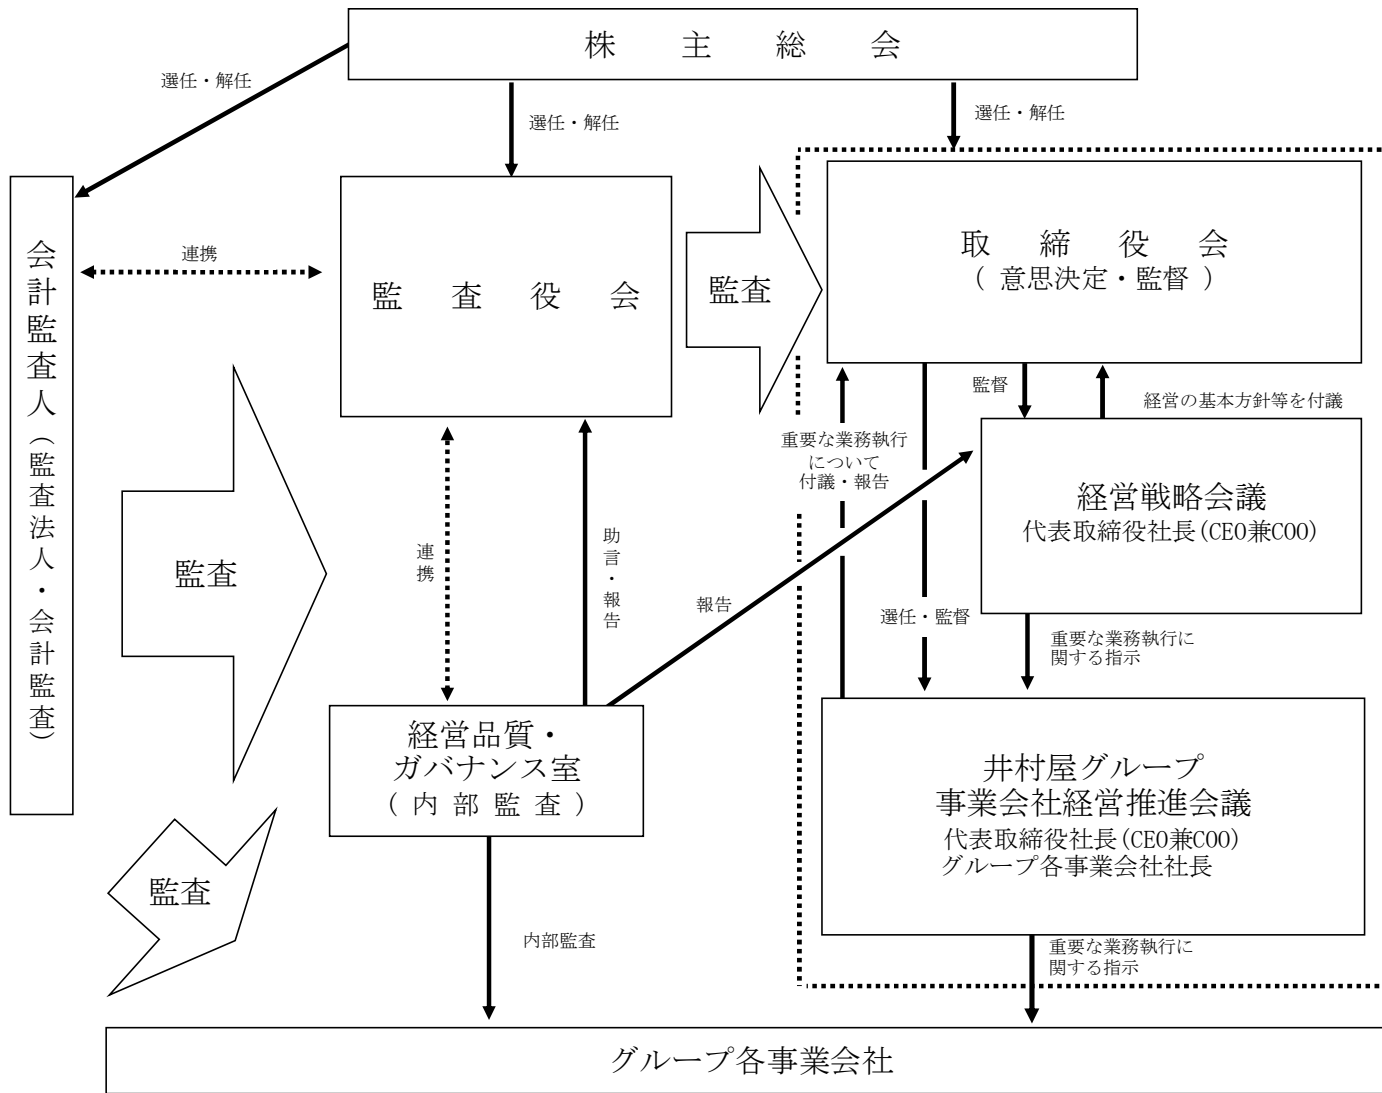 株主総会
選任・解任
選任・解任
選任・解任
会計監査人（監査法人・会計監査）
連携
監査役会
監査
取締役会
（ 意思決定・監督 ）
監督
経営の基本方針等を付議
重要な業務執行
について
付議・報告
経営戦略会議
代表取締役社長(CEO兼COO)
監査
連携
助言・報告
報告
選任・監督
重要な業務執行に
関する指示
経営品質・
ガバナンス室
（ 内 部 監 査 ）
井村屋グループ
事業会社経営推進会議
代表取締役社長(CEO兼COO)
グループ各事業会社社長
監査
内部監査
重要な業務執行に
関する指示
グループ各事業会社